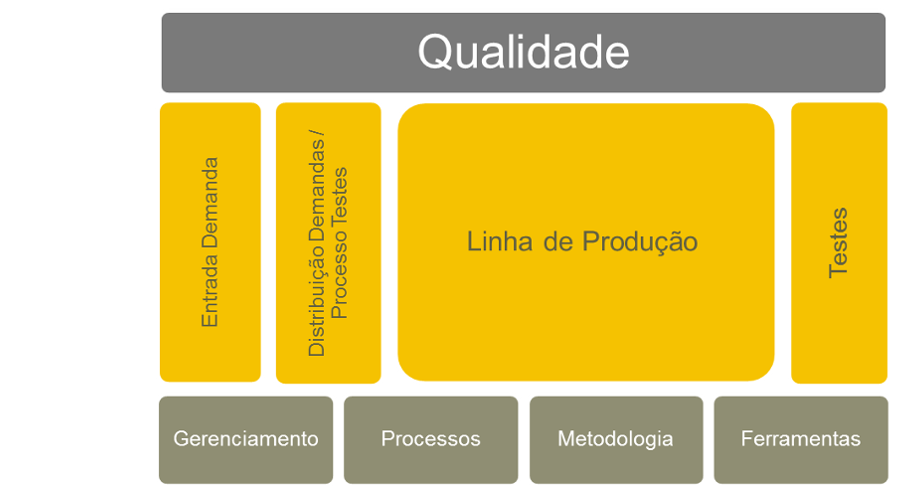 Qualidade
Entrada Demanda
Distribuição Demandas /
Processo Testes
Linha de Produção
Testes
Gerenciamento
Processos
Metodologia
Ferramentas